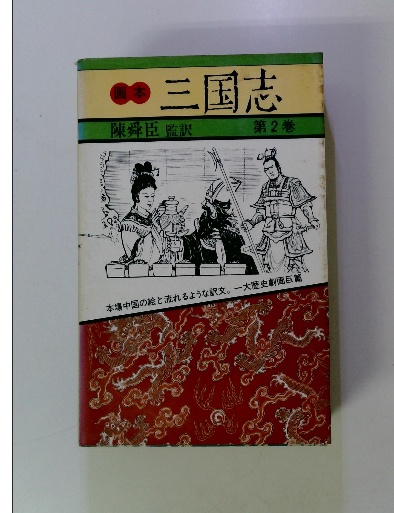 画本 三国志
陳舜臣 監訳 第2巻
本場中国の絵と流れるような訳文。一大歴史劇画巨篇